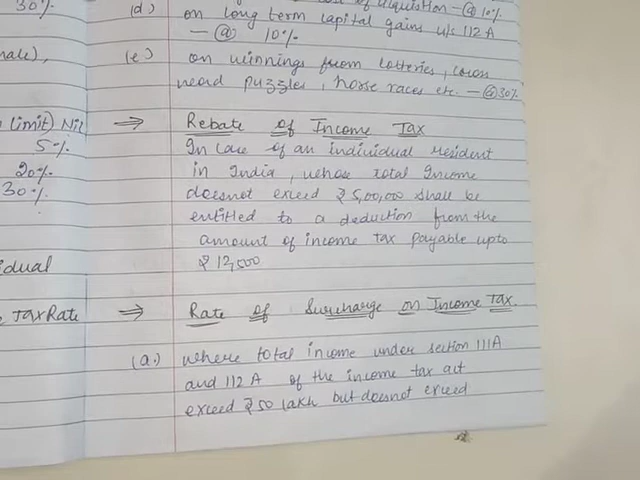 30%
(d) of Acquisition - @ 10%
on long term capital gains u/s 112 A
- @ 10%
male),
(e) on winnings from lotteries, cross
word puzzles, horse races etc. - @ 30%
limit) Nil
5%
20%
30%
⇒ Rebate of Income Tax
In case of an individual resident
in India, whose total Income
doesnot exceed ₹ 5,00,000 shall be
entitled to a deduction from the
amount of income tax payable upto
₹ 12,500
idual
Tax Rate
⇒ Rate of Surcharge on Income Tax
(a.) where total income under section 111A
and 112 A of the income tax act
exceed ₹ 50 lakh but doesnot exceed